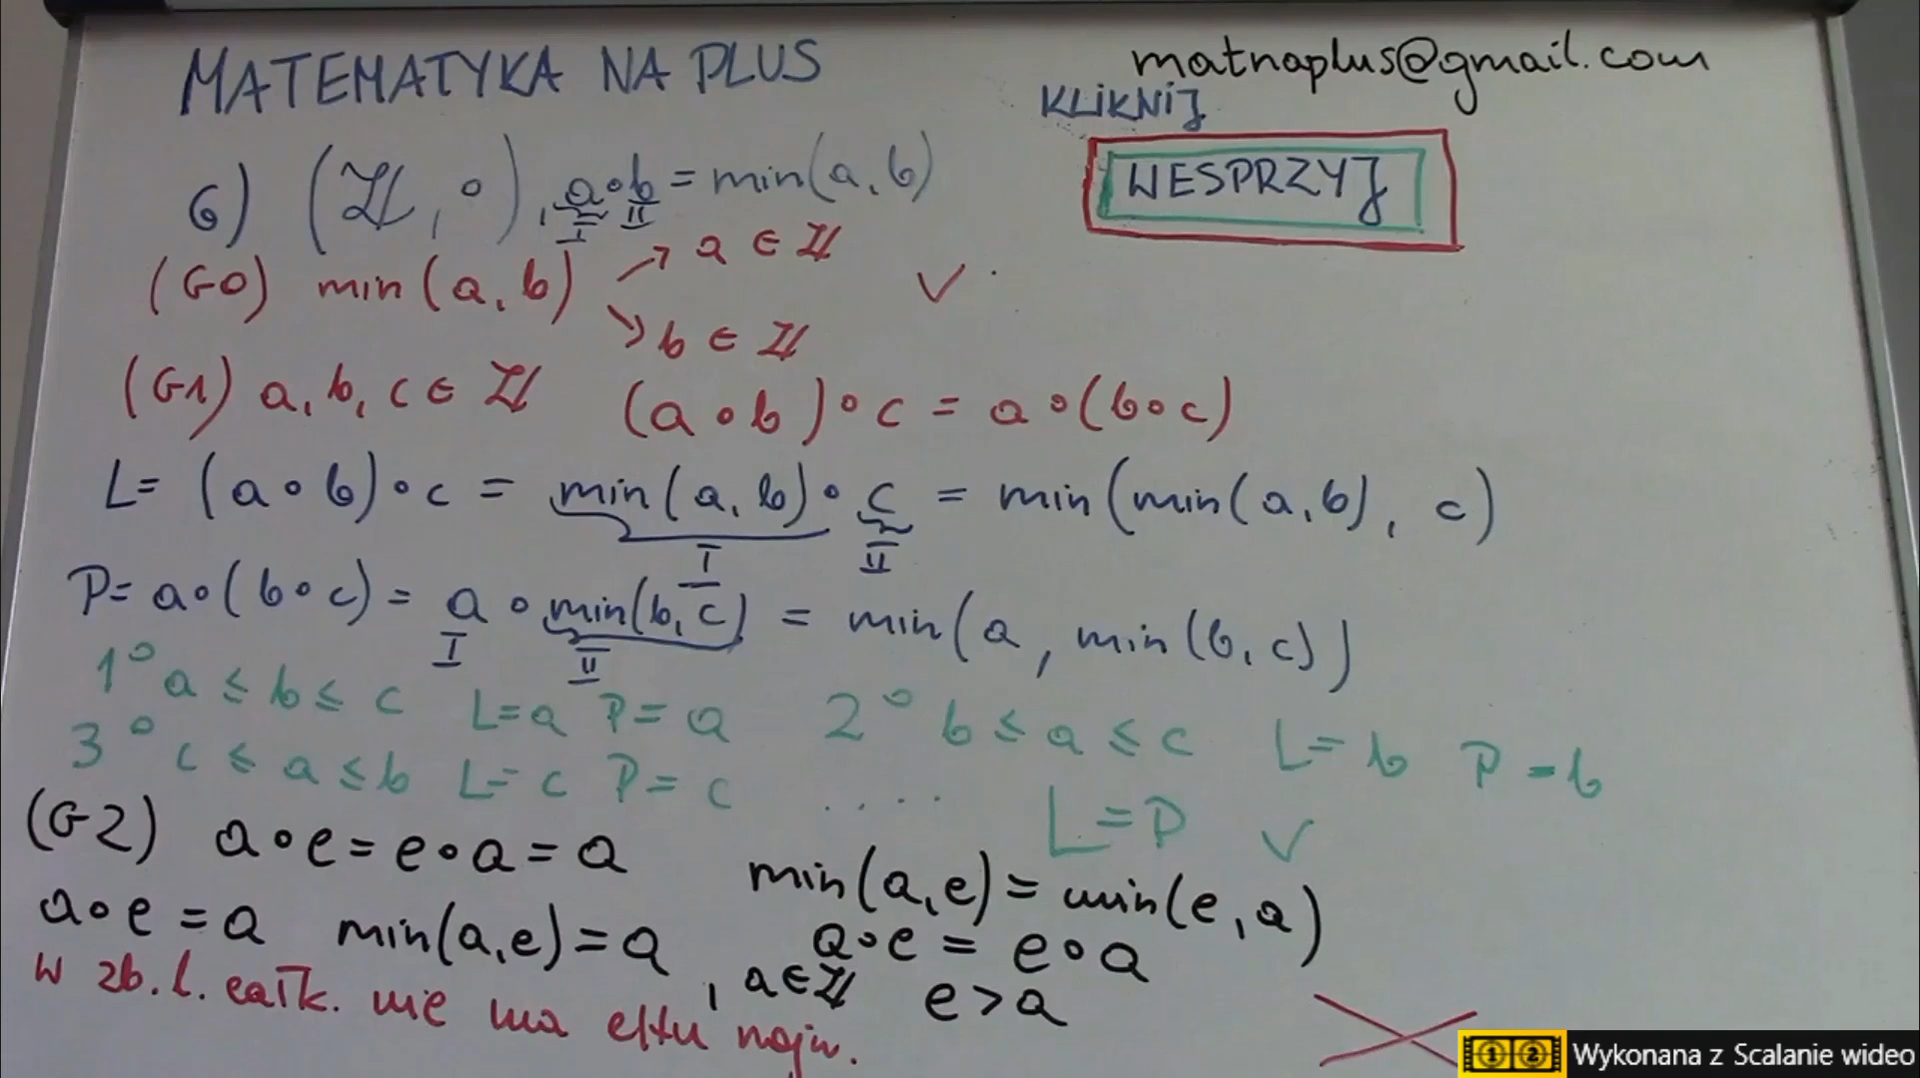 MATEMATYKA NA PLUS
matnaplus@gmail.com
KLIKNIJ
WESPRZYJ
6) (ℤ, ∘), a∘b = min(a, b)
I II
(G0) min(a, b) → a ∈ ℤ ✓
↘ b ∈ ℤ
(G1) a, b, c ∈ ℤ (a∘b)∘c = a∘(b∘c)
L= (a∘b)∘c = min(a, b)∘c = min(min(a,b), c)
I II
P= a∘(b∘c) = a∘min(b, c) = min(a, min(b,c))
I II
1° a ≤ b ≤ c L=a P=a 2° b ≤ a ≤ c L=b P=b
3° c ≤ a ≤ b L=c P=c .... L=P ✓
(G2) a∘e = e∘a = a min(a,e) = min(e,a)
a∘e = a min(a,e) = a, a∈ℤ a∘e = e∘a
e > a
w zb. l. całk. nie ma eltu najw.
Wykonana z Scalanie wideo